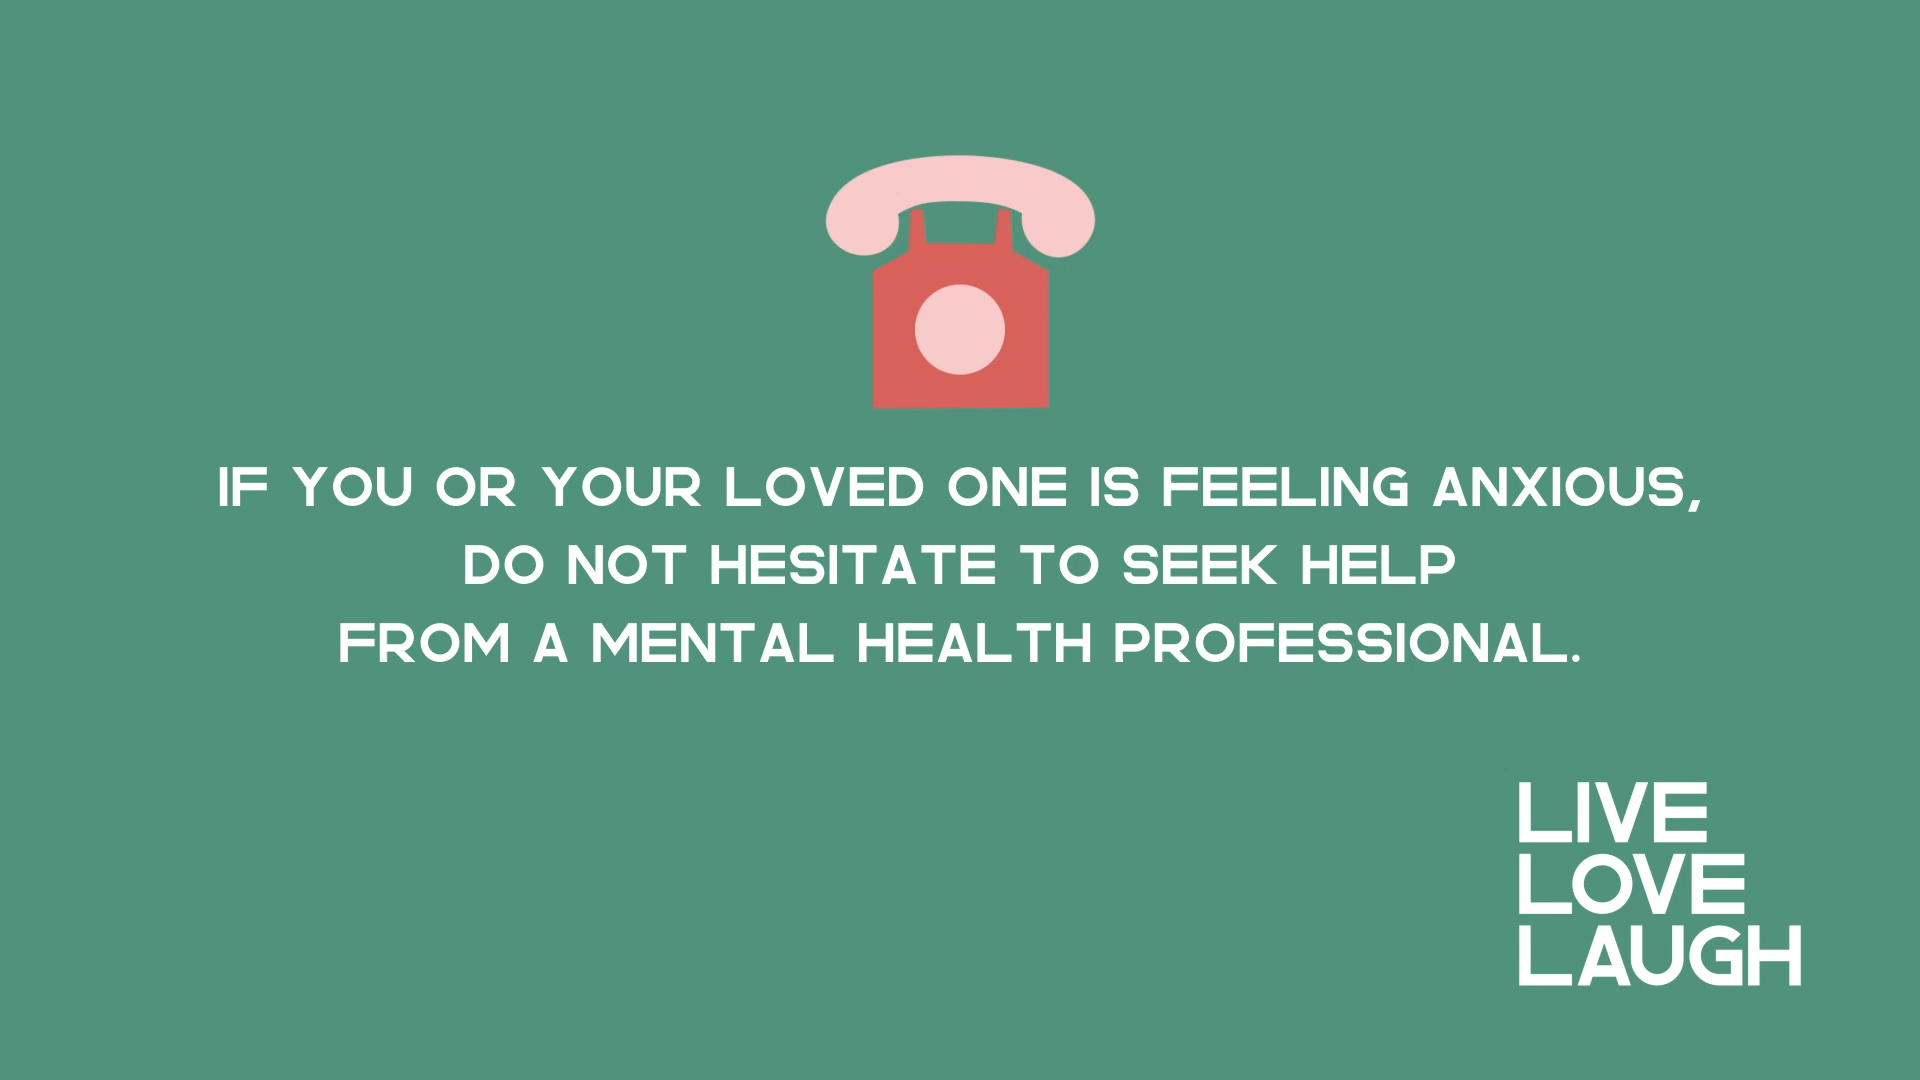 IF YOU OR YOUR LOVED ONE IS FEELING ANXIOUS,
DO NOT HESITATE TO SEEK HELP
FROM A MENTAL HEALTH PROFESSIONAL.
LIVE
LOVE
LAUGH